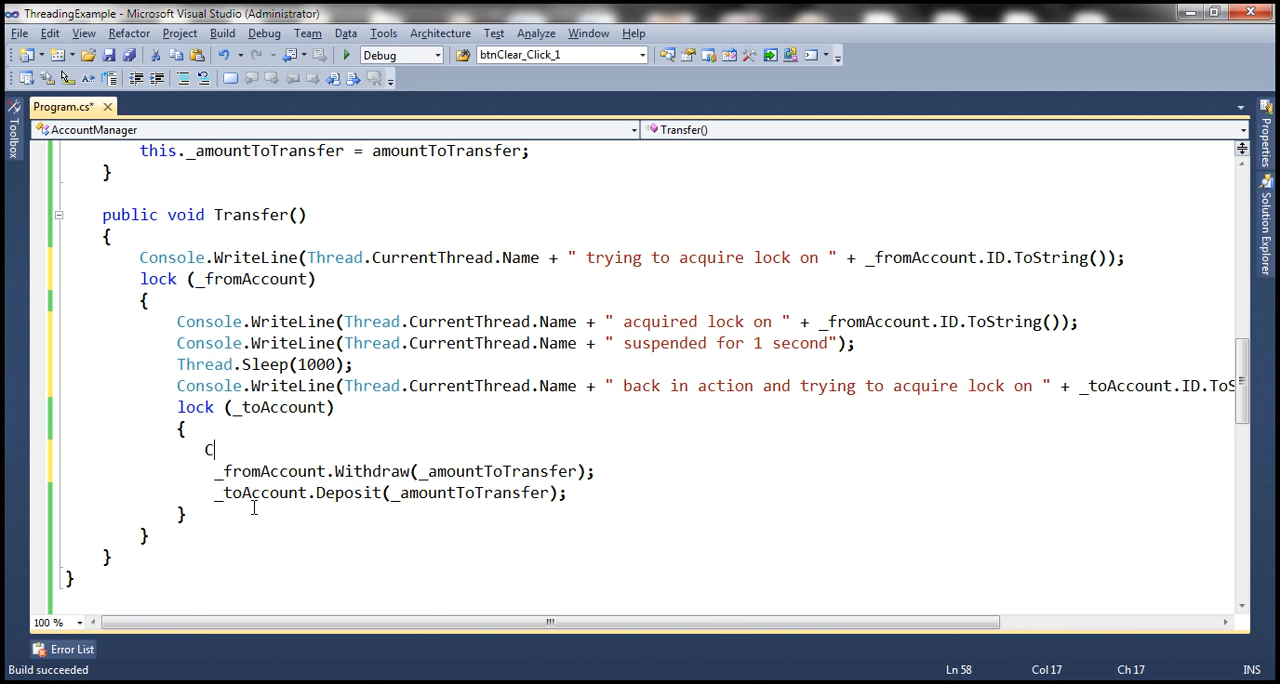 ThreadingExample - Microsoft Visual Studio (Administrator)
File Edit View Refactor Project Build Debug Team Data Tools Architecture Test Analyze Window Help
Debug btnClear_Click_1
Program.cs* ×
AccountManager Transfer()
Toolbox
Properties
Solution Explorer
this._amountToTransfer = amountToTransfer;
}
public void Transfer()
{
Console.WriteLine(Thread.CurrentThread.Name + " trying to acquire lock on " + _fromAccount.ID.ToString());
lock (_fromAccount)
{
Console.WriteLine(Thread.CurrentThread.Name + " acquired lock on " + _fromAccount.ID.ToString());
Console.WriteLine(Thread.CurrentThread.Name + " suspended for 1 second");
Thread.Sleep(1000);
Console.WriteLine(Thread.CurrentThread.Name + " back in action and trying to acquire lock on " + _toAccount.ID.ToS
lock (_toAccount)
{
C
_fromAccount.Withdraw(_amountToTransfer);
_toAccount.Deposit(_amountToTransfer);
}
}
}
}
100 %
Error List
Build succeeded Ln 58 Col 17 Ch 17 INS